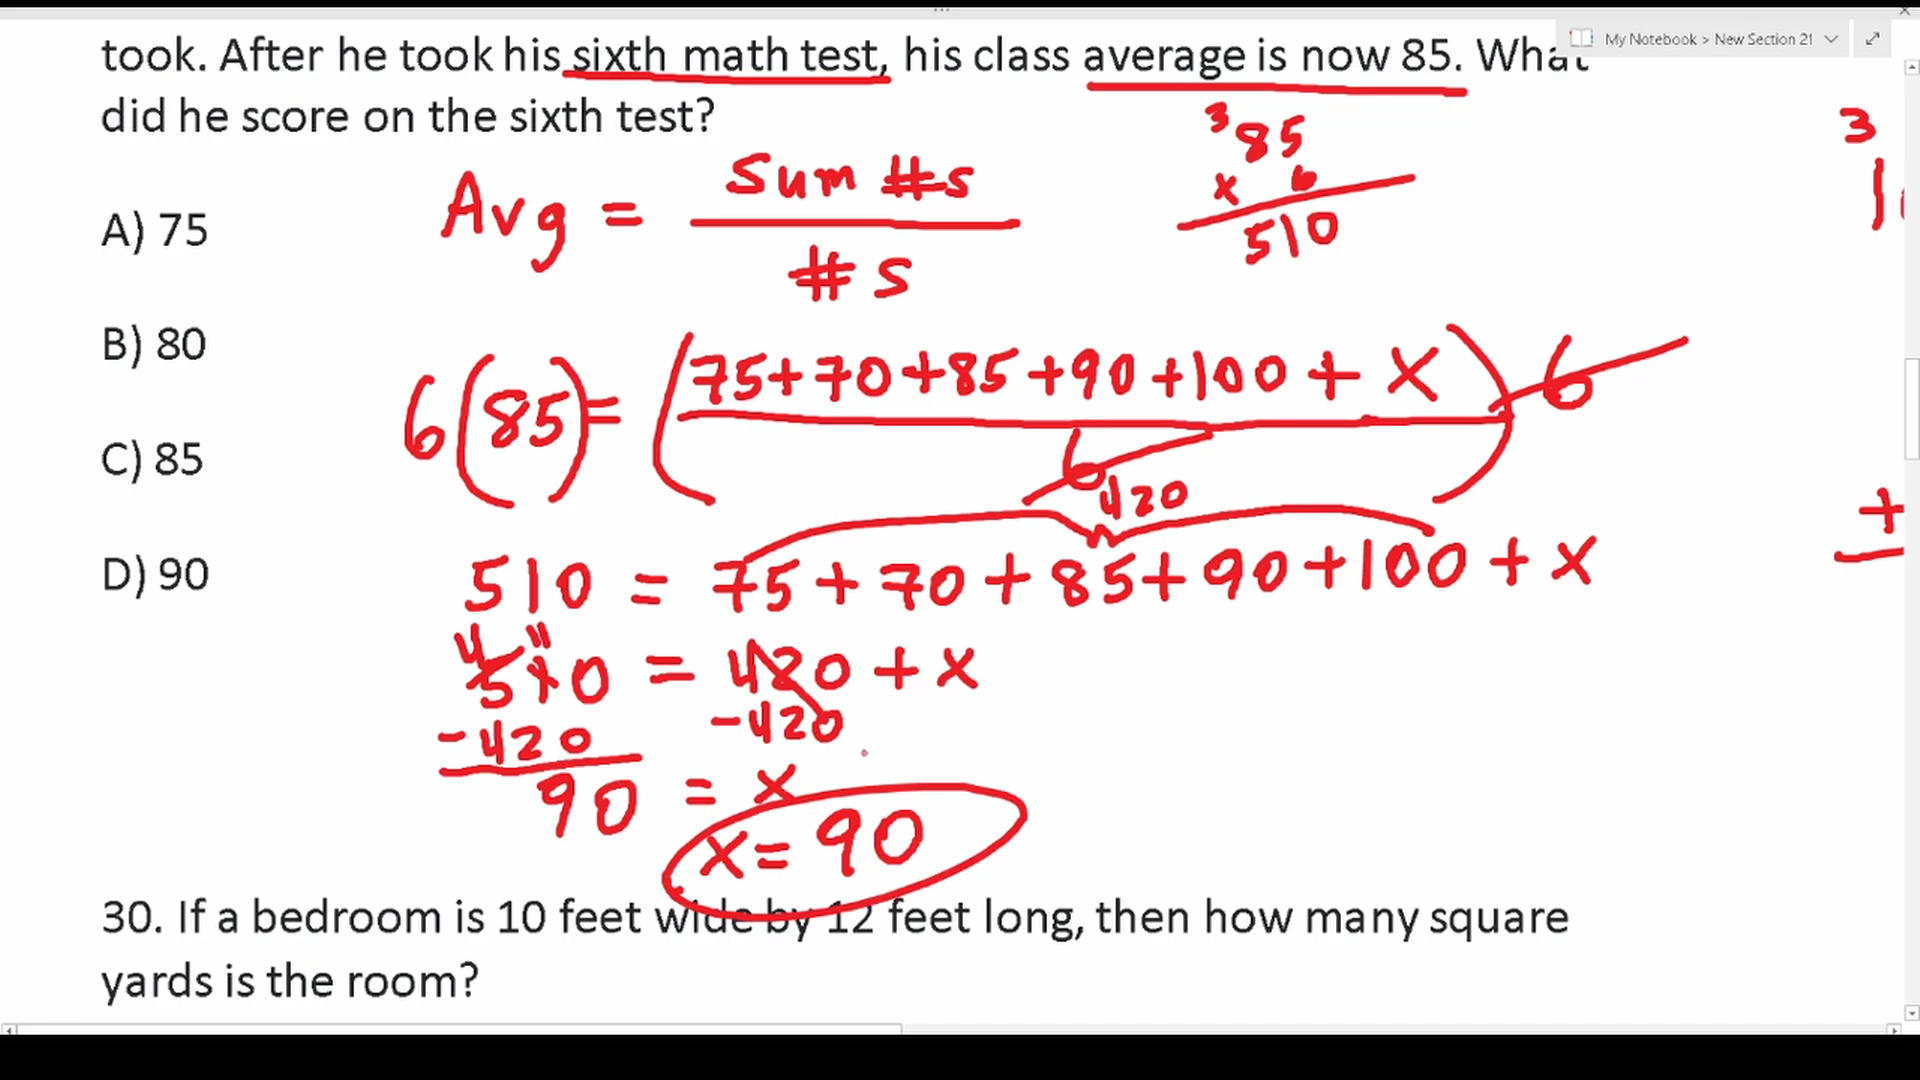 My Notebook > New Section 21
took. After he took his sixth math test, his class average is now 85. What
did he score on the sixth test?
3
85
x 6
510
3
Avg = Sum #s
#s
A) 75
B) 80
6(85) = (75+70+85+90+100+x) 6
6
C) 85
420
+
D) 90
510 = 75+70+85+90+100+x
4 11
510 = 420 + x
-420 -420
90 = x
x = 90
30. If a bedroom is 10 feet wide by 12 feet long, then how many square
yards is the room?